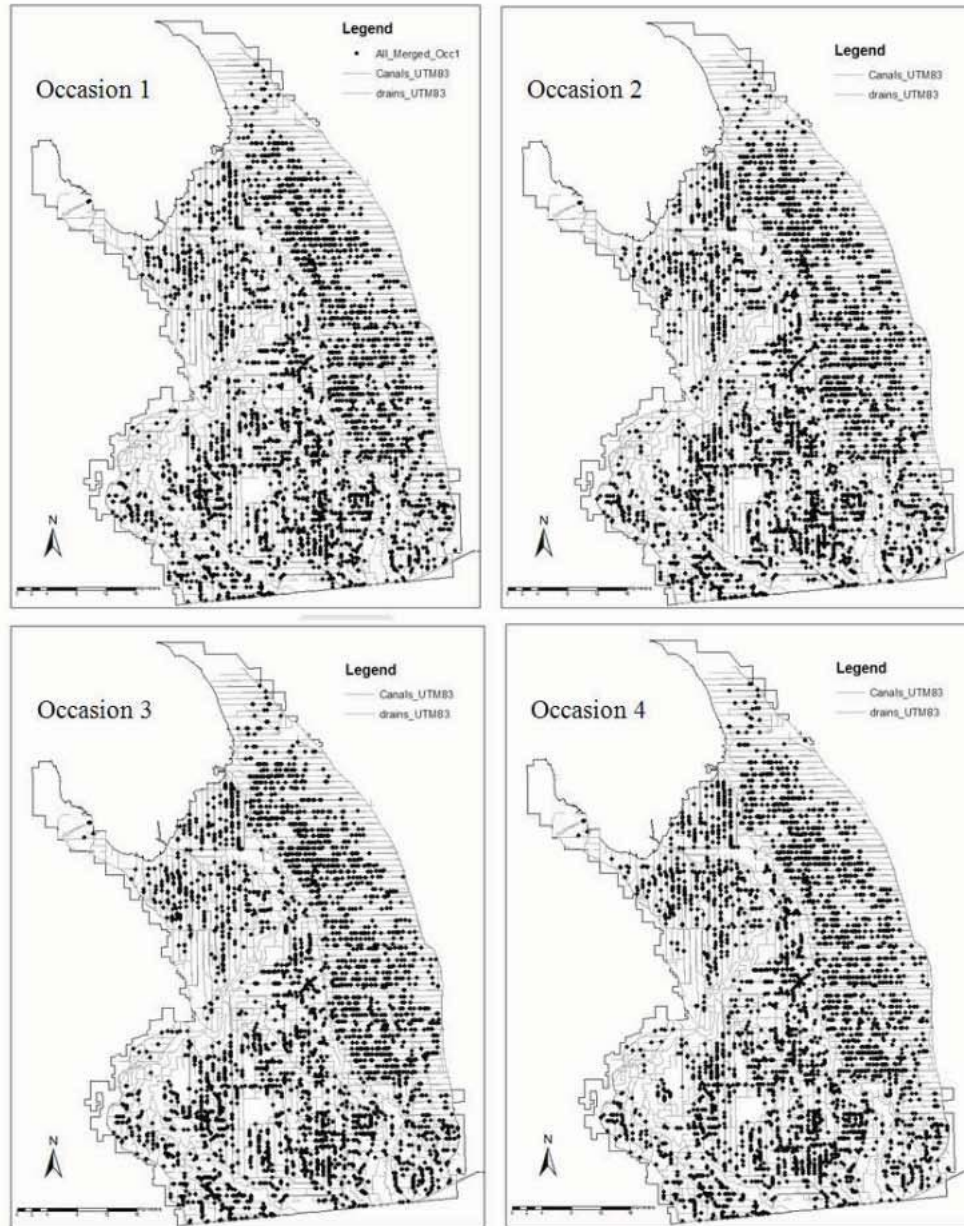 Legend
All_Merged_Occ1
Occasion 1
Canals_UTM83
drains_UTM83
N
Legend
Canals_UTM83
Occasion 2
drains_UTM83
N
Legend
Canals_UTM83
Occasion 3
drains_UTM83
N
Legend
Canals_UTM83
Occasion 4
drains_UTM83
N